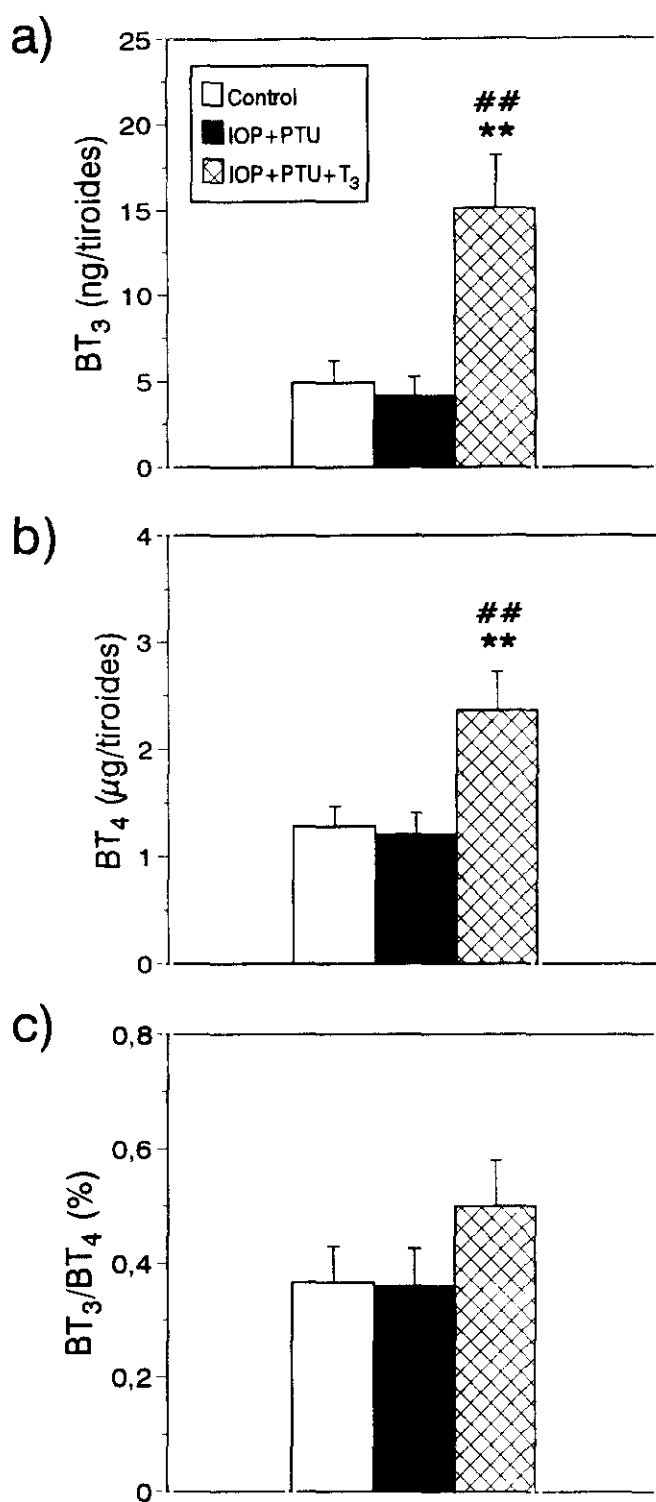 a)
25
20
15
10
5
0
BT₃ (ng/tiroides)
Control
IOP+PTU
IOP+PTU+T₃
##
**
b)
4
3
2
1
0
BT₄ (µg/tiroides)
##
**
c)
0,8
0,6
0,4
0,2
0
BT₃/BT₄ (%)